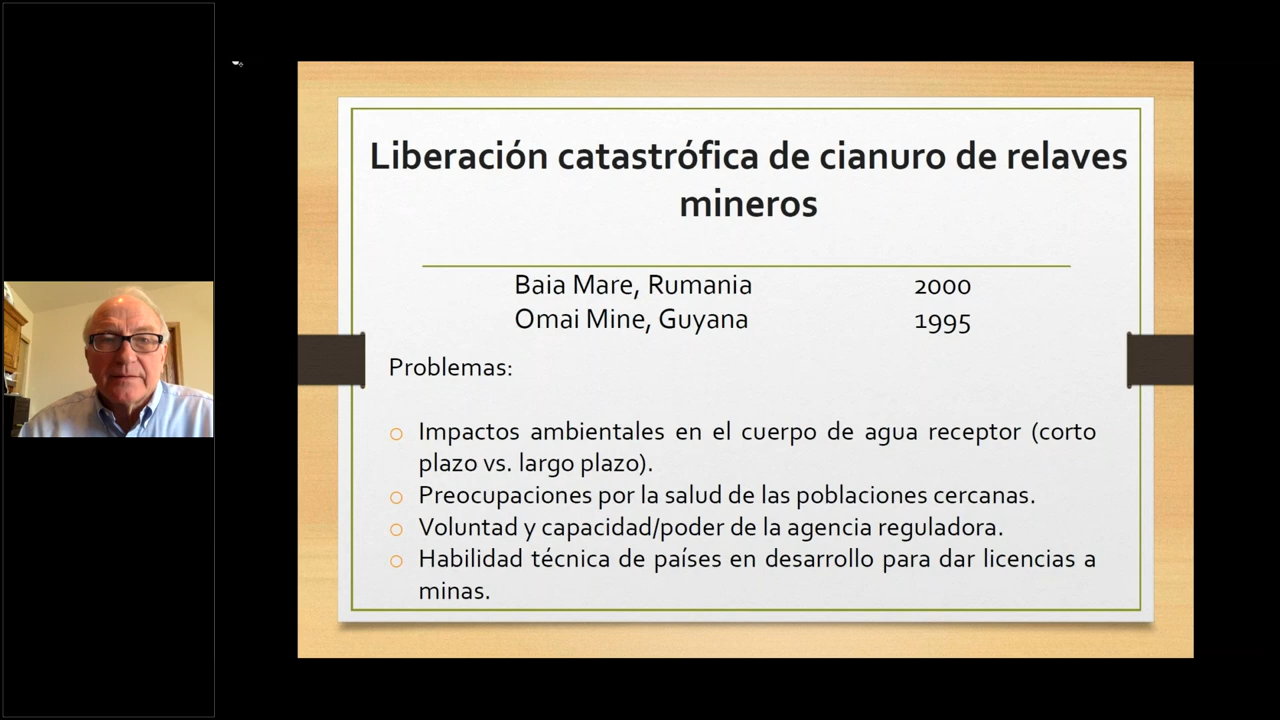 Liberación catastrófica de cianuro de relaves
mineros
Baia Mare, Rumania 2000
Omai Mine, Guyana 1995
Problemas:
o Impactos ambientales en el cuerpo de agua receptor (corto
plazo vs. largo plazo).
o Preocupaciones por la salud de las poblaciones cercanas.
o Voluntad y capacidad/poder de la agencia reguladora.
o Habilidad técnica de países en desarrollo para dar licencias a
minas.